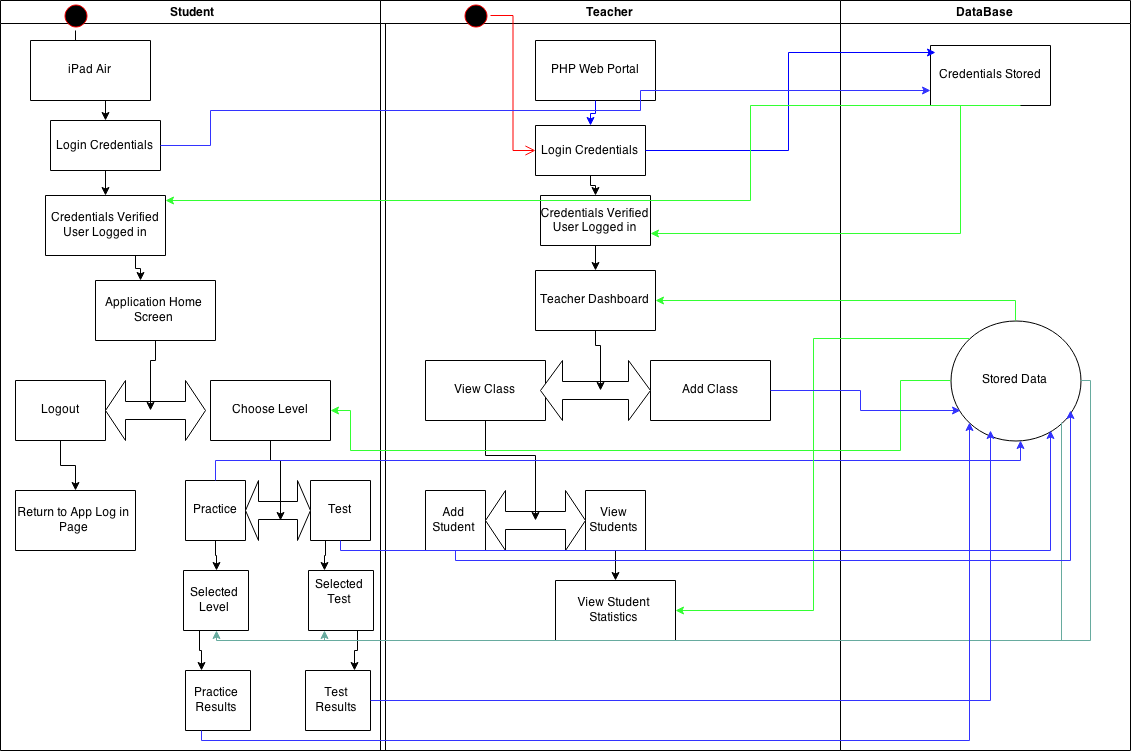 Student
Teacher
DataBase
iPad Air
PHP Web Portal
Credentials Stored
Login Credentials
Login Credentials
Credentials Verified
User Logged in
Credentials Verified
User Logged in
Application Home
Screen
Teacher Dashboard
Logout
Choose Level
View Class
Add Class
Stored Data
Return to App Log in
Page
Practice
Test
Add
Student
View
Students
Selected
Level
Selected
Test
View Student
Statistics
Practice
Results
Test
Results